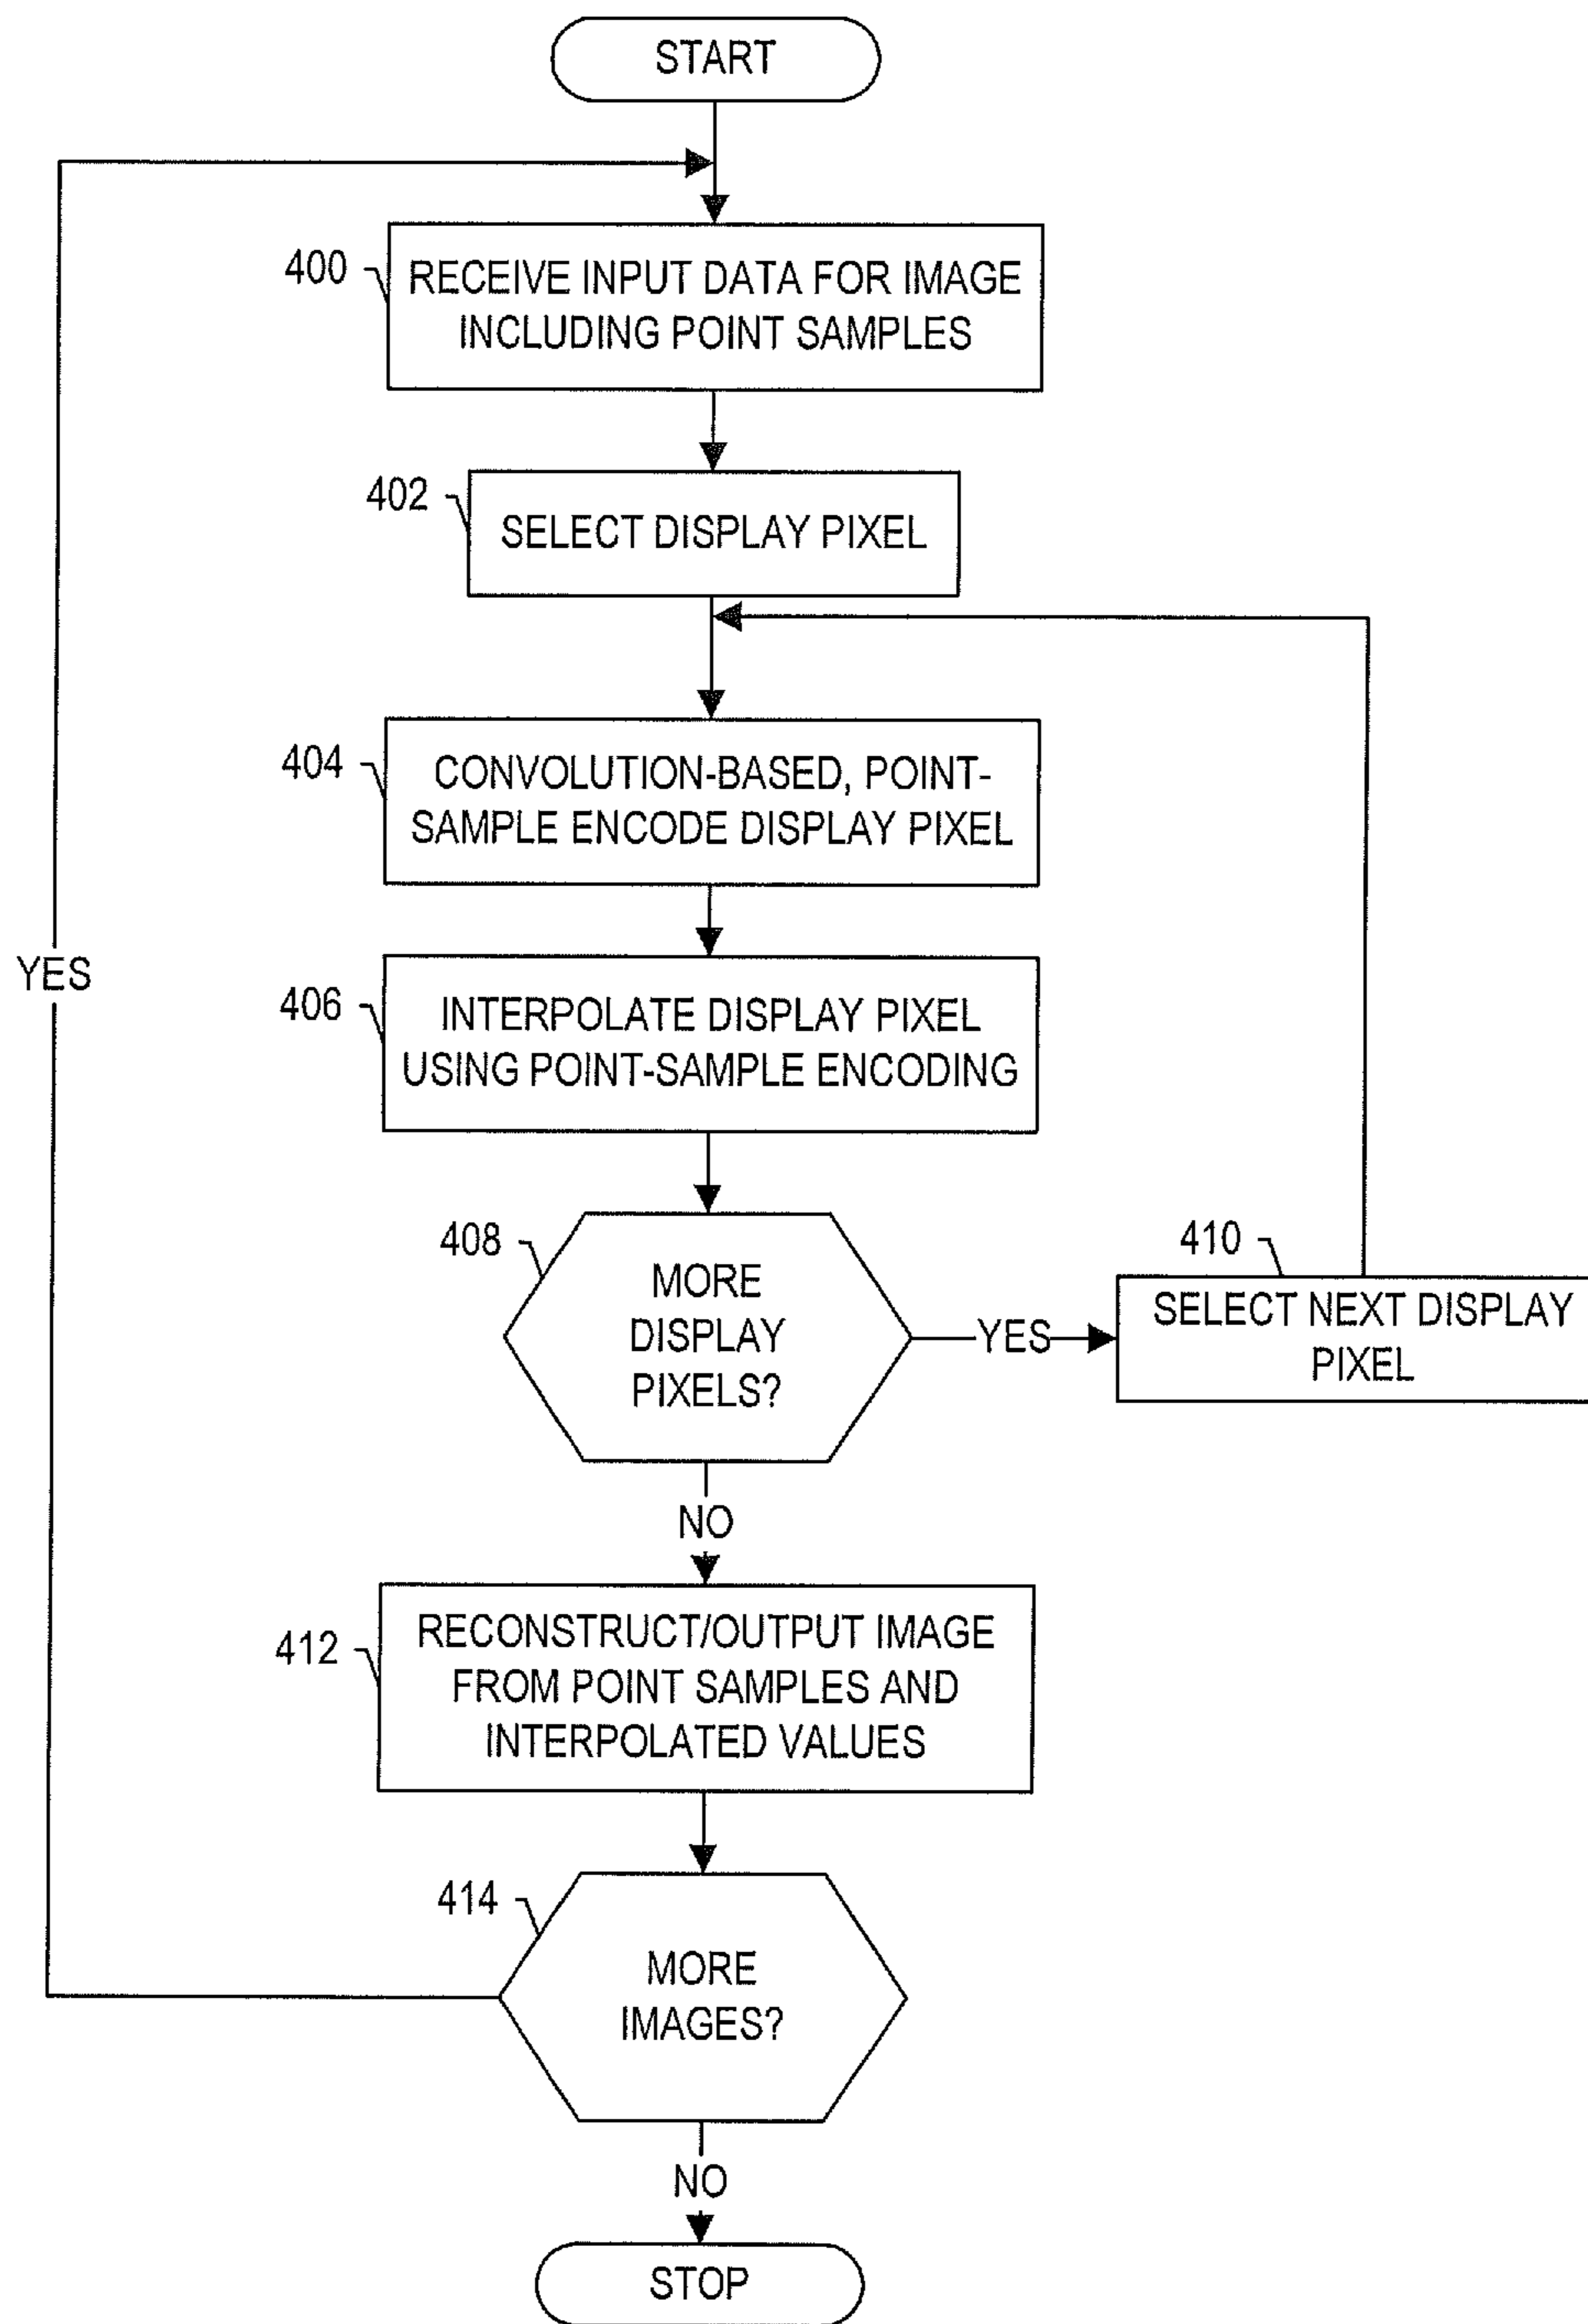 START
400
RECEIVE INPUT DATA FOR IMAGE
INCLUDING POINT SAMPLES
402
SELECT DISPLAY PIXEL
404
CONVOLUTION-BASED, POINT-
SAMPLE ENCODE DISPLAY PIXEL
YES
406
INTERPOLATE DISPLAY PIXEL
USING POINT-SAMPLE ENCODING
408
MORE
DISPLAY
PIXELS?
YES
410
SELECT NEXT DISPLAY
PIXEL
NO
412
RECONSTRUCT/OUTPUT IMAGE
FROM POINT SAMPLES AND
INTERPOLATED VALUES
414
MORE
IMAGES?
NO
STOP